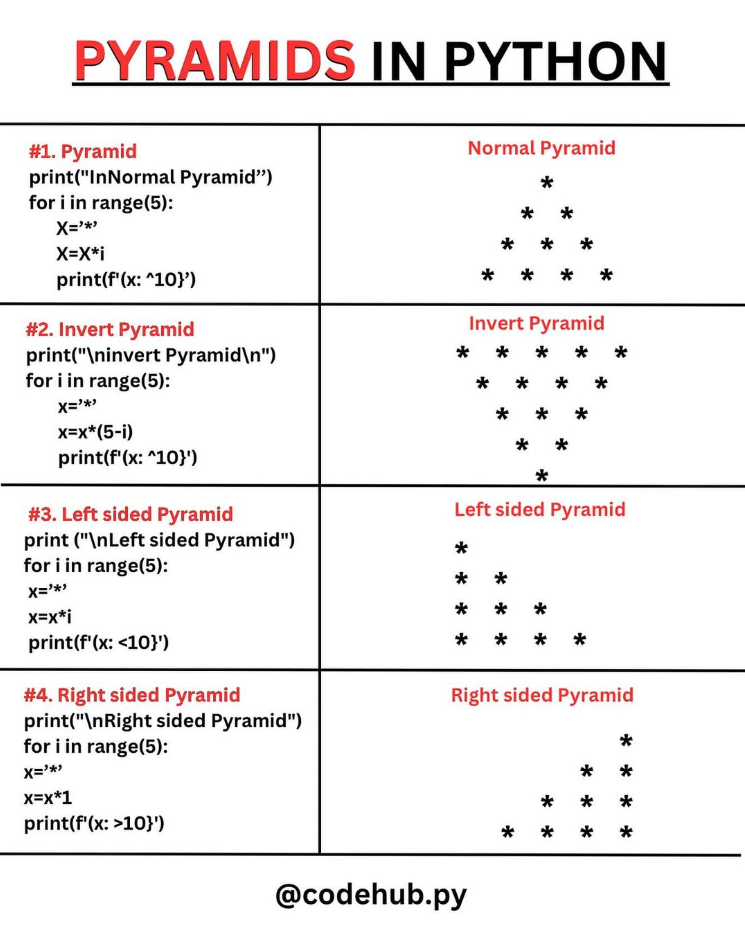 PYRAMIDS IN PYTHON
#1. Pyramid
print("InNormal Pyramid”)
for i in range(5):
X=’*’
X=X*i
print(f'(x: ^10}’)
Normal Pyramid
*
* *
* * *
* * * *
#2. Invert Pyramid
print("\ninvert Pyramid\n")
for i in range(5):
x=’*’
x=x*(5-i)
print(f'(x: ^10}')
Invert Pyramid
* * * * *
* * * *
* * *
* *
*
#3. Left sided Pyramid
print ("\nLeft sided Pyramid")
for i in range(5):
x=’*’
x=x*i
print(f'(x: <10}')
Left sided Pyramid
*
* *
* * *
* * * *
#4. Right sided Pyramid
print("\nRight sided Pyramid")
for i in range(5):
x=’*’
x=x*1
print(f'(x: >10}')
Right sided Pyramid
*
* *
* * *
* * * *
@codehub.py